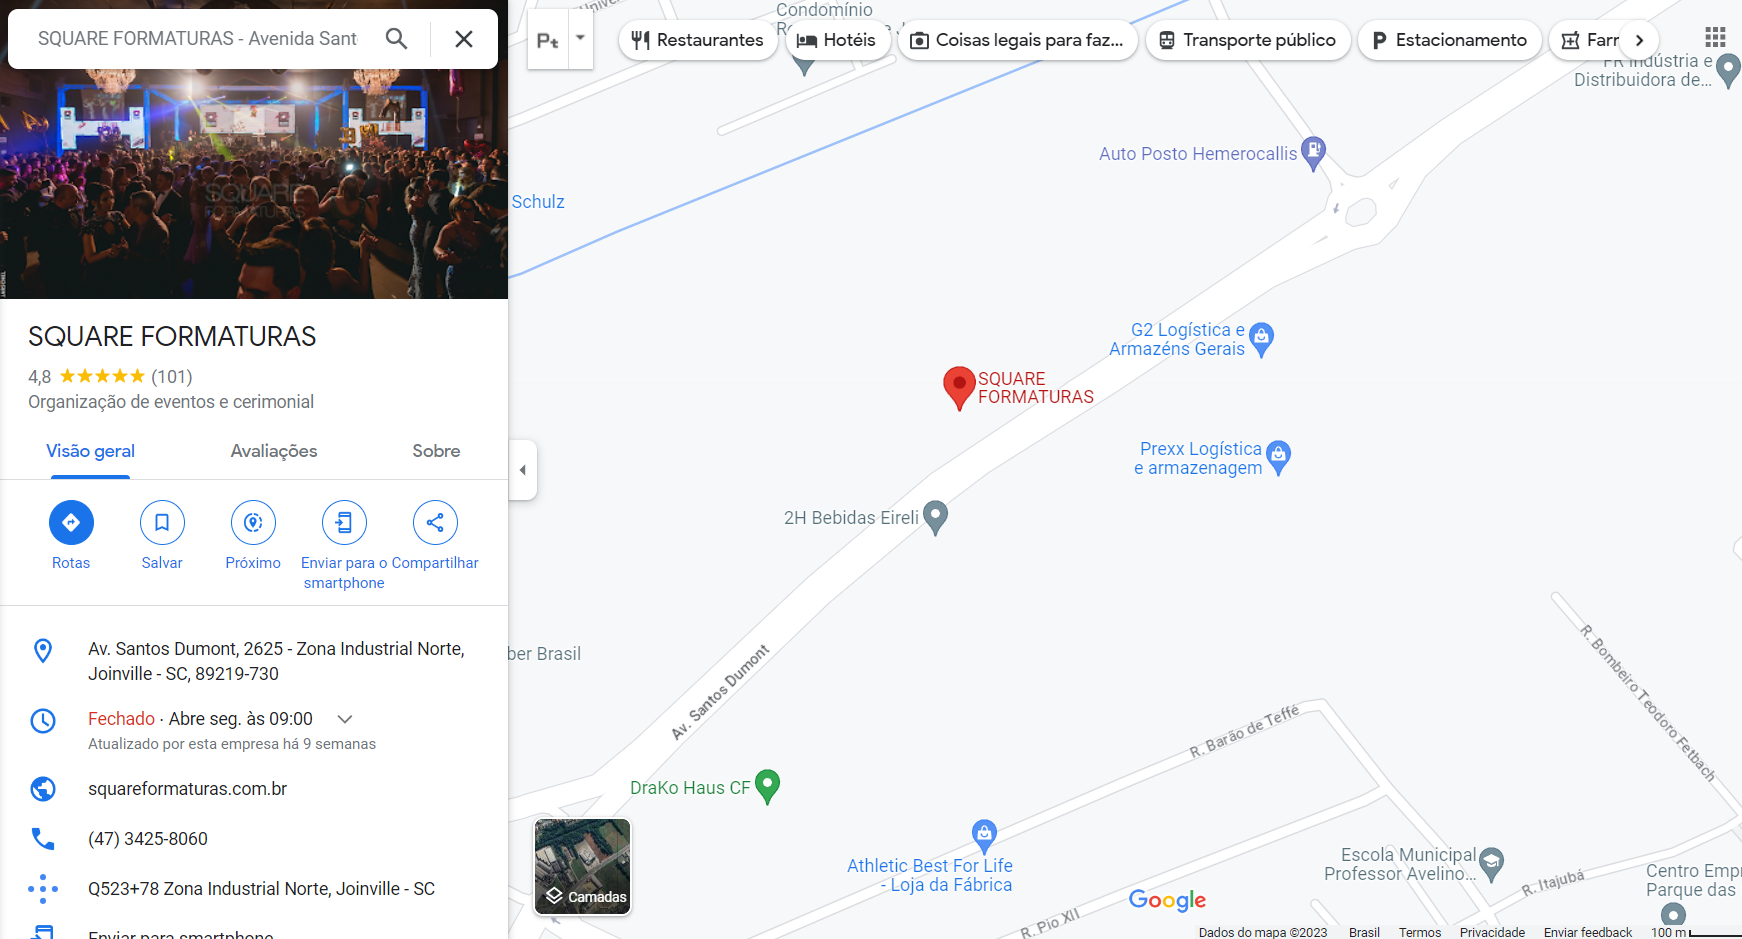 SQUARE FORMATURAS - Avenida Sant
SQUARE
FORMATURAS
SQUARE FORMATURAS
4,8 (101)
Organização de eventos e cerimonial
Visão geral
Avaliações
Sobre
Rotas
Salvar
Próximo
Enviar para o
smartphone
Compartilhar
Av. Santos Dumont, 2625 - Zona Industrial Norte,
Joinville - SC, 89219-730
Fechado · Abre seg. às 09:00
Atualizado por esta empresa há 9 semanas
squareformaturas.com.br
(47) 3425-8060
Q523+78 Zona Industrial Norte, Joinville - SC
Enviar para smartphone
Restaurantes
Hotéis
Coisas legais para faz...
Transporte público
Estacionamento
Farr
Condomínio
FR Indústria e
Distribuidora de...
Auto Posto Hemerocallis
Schulz
G2 Logística e
Armazéns Gerais
SQUARE
FORMATURAS
Prexx Logística
e armazenagem
2H Bebidas Eireli
ber Brasil
Av. Santos Dumont
R. Bombeiro Teodoro Fetbach
R. Barão de Teffé
DraKo Haus CF
Athletic Best For Life
- Loja da Fábrica
Escola Municipal
Professor Avelino...
R. Itajubá
Centro Empr
Parque das
R. Pio XII
Camadas
Google
Dados do mapa ©2023 Brasil Termos Privacidade Enviar feedback 100 m